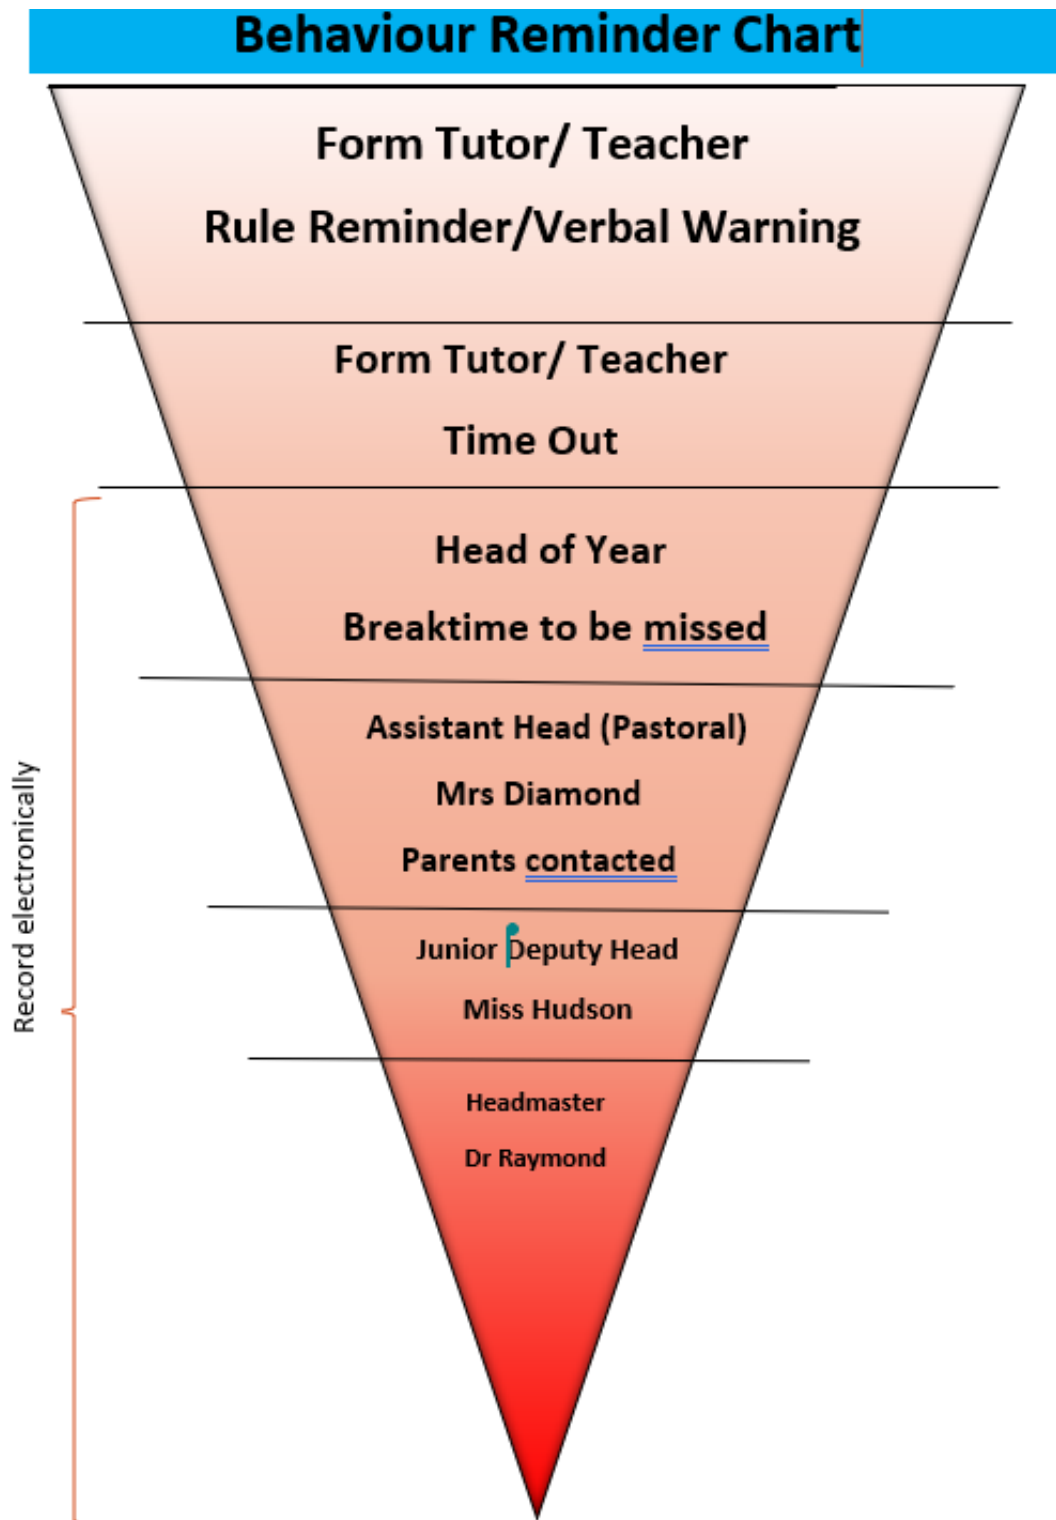 Behaviour Reminder Chart
Form Tutor/ Teacher
Rule Reminder/Verbal Warning
Form Tutor/ Teacher
Time Out
Head of Year
Breaktime to be missed
Assistant Head (Pastoral)
Mrs Diamond
Parents contacted
Junior Deputy Head
Miss Hudson
Headmaster
Dr Raymond
Record electronically